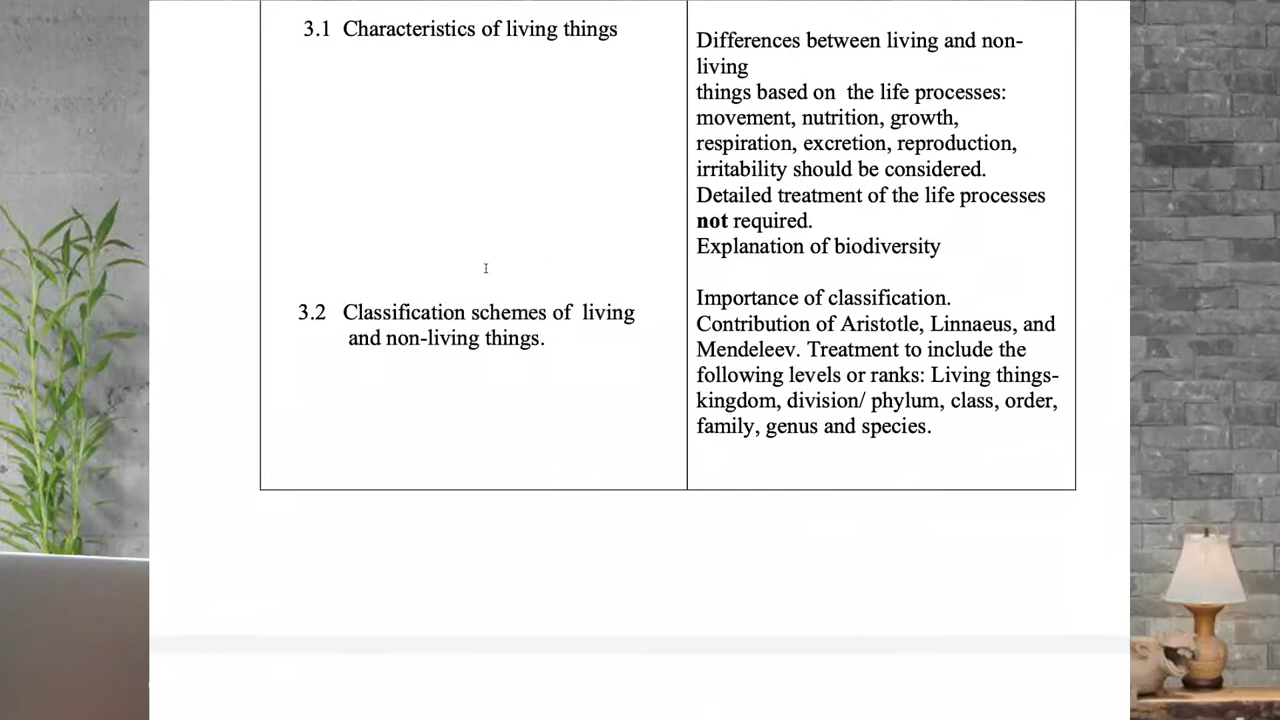 3.1 Characteristics of living things
Differences between living and non-
living
things based on the life processes:
movement, nutrition, growth,
respiration, excretion, reproduction,
irritability should be considered.
Detailed treatment of the life processes
not required.
Explanation of biodiversity
3.2 Classification schemes of living
and non-living things.
Importance of classification.
Contribution of Aristotle, Linnaeus, and
Mendeleev. Treatment to include the
following levels or ranks: Living things-
kingdom, division/ phylum, class, order,
family, genus and species.